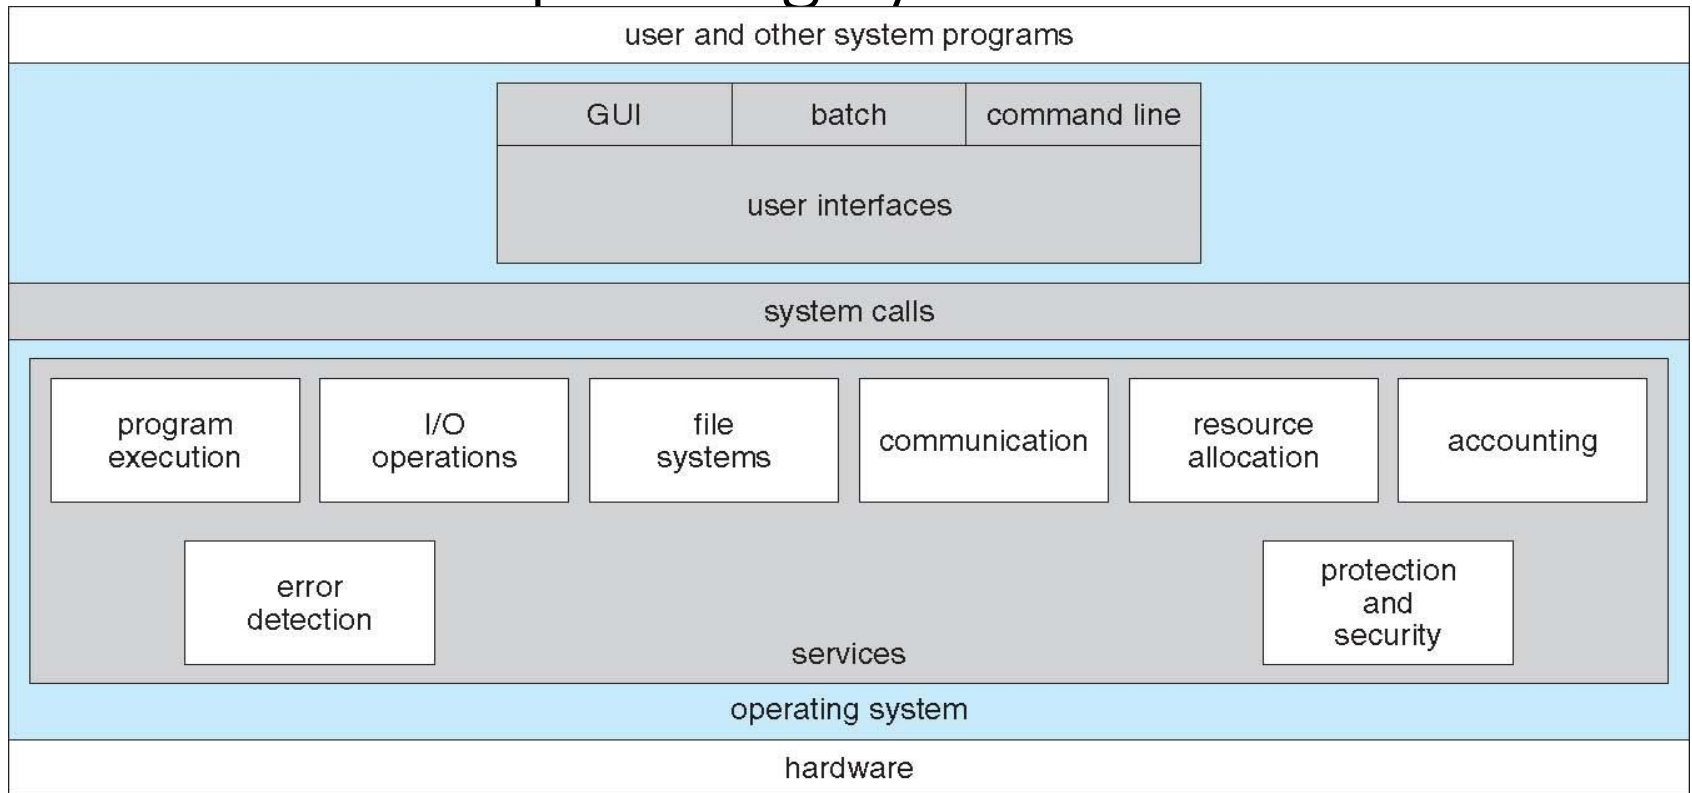 user and other system programs
GUI
batch
command line
user interfaces
system calls
program
execution
I/O
operations
file
systems
communication
resource
allocation
accounting
error
detection
protection
and
security
services
operating system
hardware